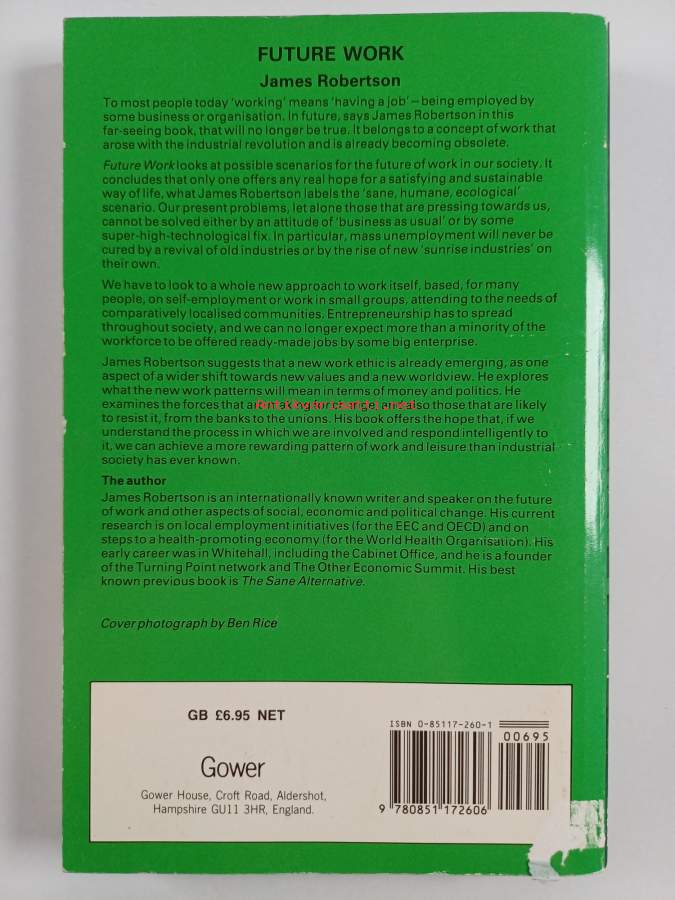 FUTURE WORK
James Robertson
To most people today 'working' means 'having a job' – being employed by
some business or organisation. In future, says James Robertson in this
far-seeing book, that will no longer be true. It belongs to a concept of work that
arose with the industrial revolution and is already becoming obsolete.
Future Work looks at possible scenarios for the future of work in our society. It
concludes that only one offers any real hope for a satisfying and sustainable
way of life, what James Robertson labels the 'sane, humane, ecological'
scenario. Our present problems, let alone those that are pressing towards us,
cannot be solved either by an attitude of 'business as usual' or by some
super-high-technological fix. In particular, mass unemployment will never be
cured by a revival of old industries or by the rise of new 'sunrise industries' on
their own.
We have to look to a whole new approach to work itself, based, for many
people, on self-employment or work in small groups, attending to the needs of
comparatively localised communities. Entrepreneurship has to spread
throughout society, and we can no longer expect more than a minority of the
workforce to be offered ready-made jobs by some big enterprise.
James Robertson suggests that a new work ethic is already emerging, as one
aspect of a wider shift towards new values and a new worldview. He explores
what the new work patterns will mean in terms of money and politics. He
examines the forces that are making for change, and also those that are likely
to resist it, from the banks to the unions. His book offers the hope that, if we
understand the process in which we are involved and respond intelligently to
it, we can achieve a more rewarding pattern of work and leisure than industrial
society has ever known.
The author
James Robertson is an internationally known writer and speaker on the future
of work and other aspects of social, economic and political change. His current
research is on local employment initiatives (for the EEC and OECD) and on
steps to a health-promoting economy (for the World Health Organisation). His
early career was in Whitehall, including the Cabinet Office, and he is a founder
of the Turning Point network and The Other Economic Summit. His best
known previous book is The Sane Alternative.
Cover photograph by Ben Rice
GB £6.95 NET
Gower
Gower House, Croft Road, Aldershot,
Hampshire GU11 3HR, England.
ISBN 0-85117-260-1
00695
9 780851 172606